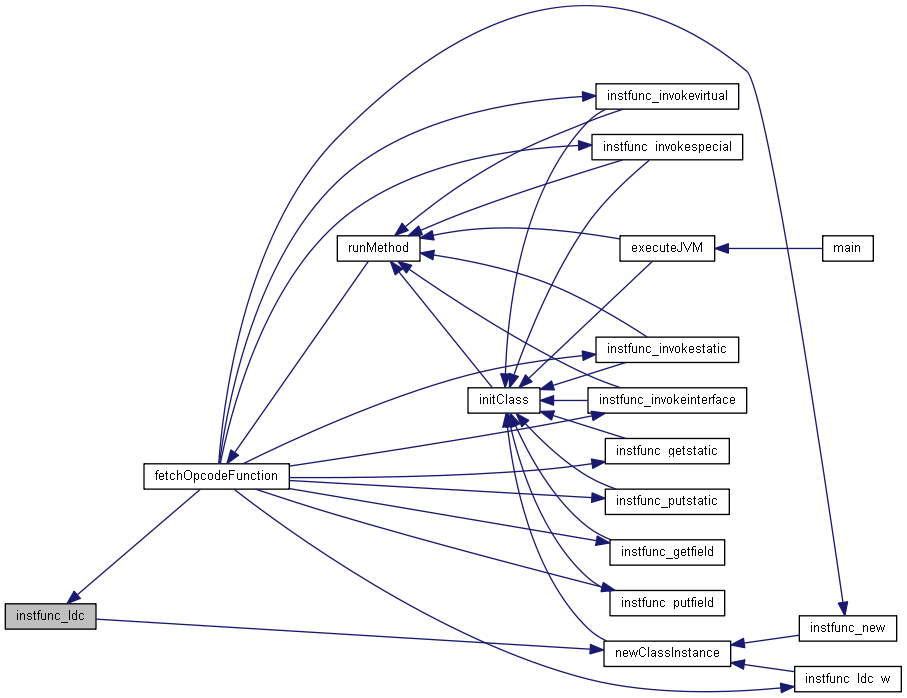 instfunc_invokevirtual
instfunc_invokespecial
runMethod
executeJVM
main
instfunc_invokestatic
initClass
instfunc_invokeinterface
instfunc_getstatic
fetchOpcodeFunction
instfunc_putstatic
instfunc_getfield
instfunc_putfield
instfunc_ldc
instfunc_new
newClassInstance
instfunc_ldc_w